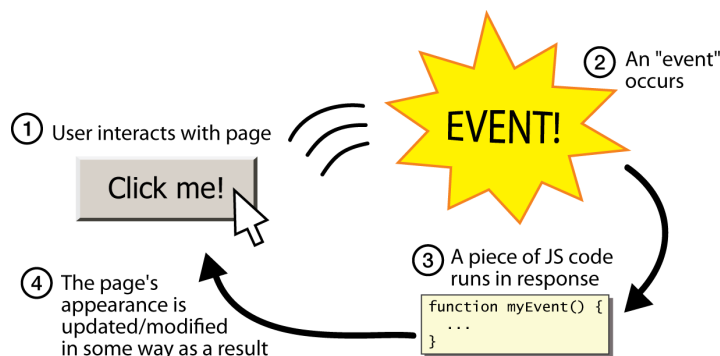 1 User interacts with page
Click me!
EVENT!
2 An "event"
occurs
3 A piece of JS code
runs in response
function myEvent() {
...
}
4 The page's
appearance is
updated/modified
in some way as a result